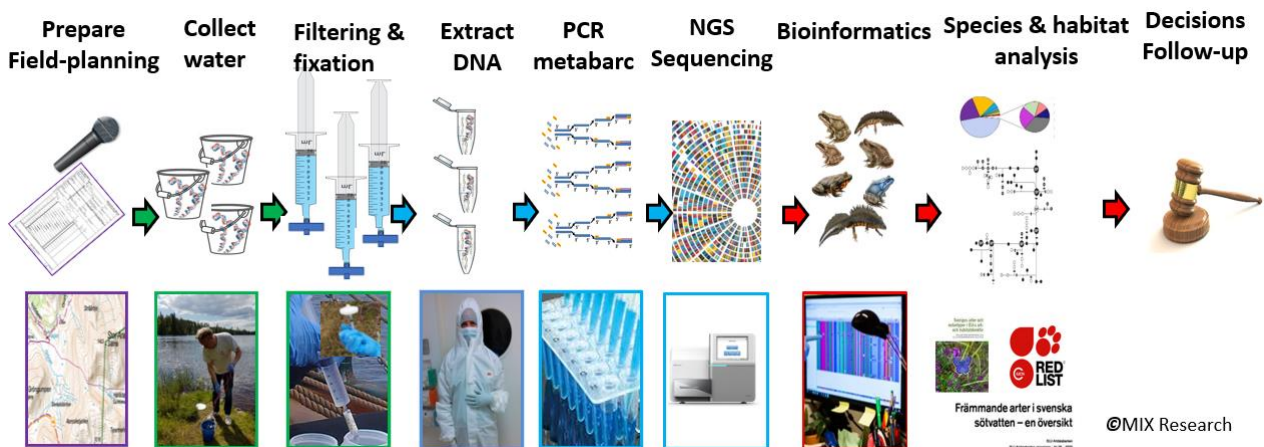 Prepare
Field-planning
Collect
water
Filtering &
fixation
Extract
DNA
PCR
metabarc
NGS
Sequencing
Bioinformatics
Species & habitat
analysis
Decisions
Follow-up
RED
LIST
Främmande arter i svenska
sötvatten – en översikt
©MIX Research